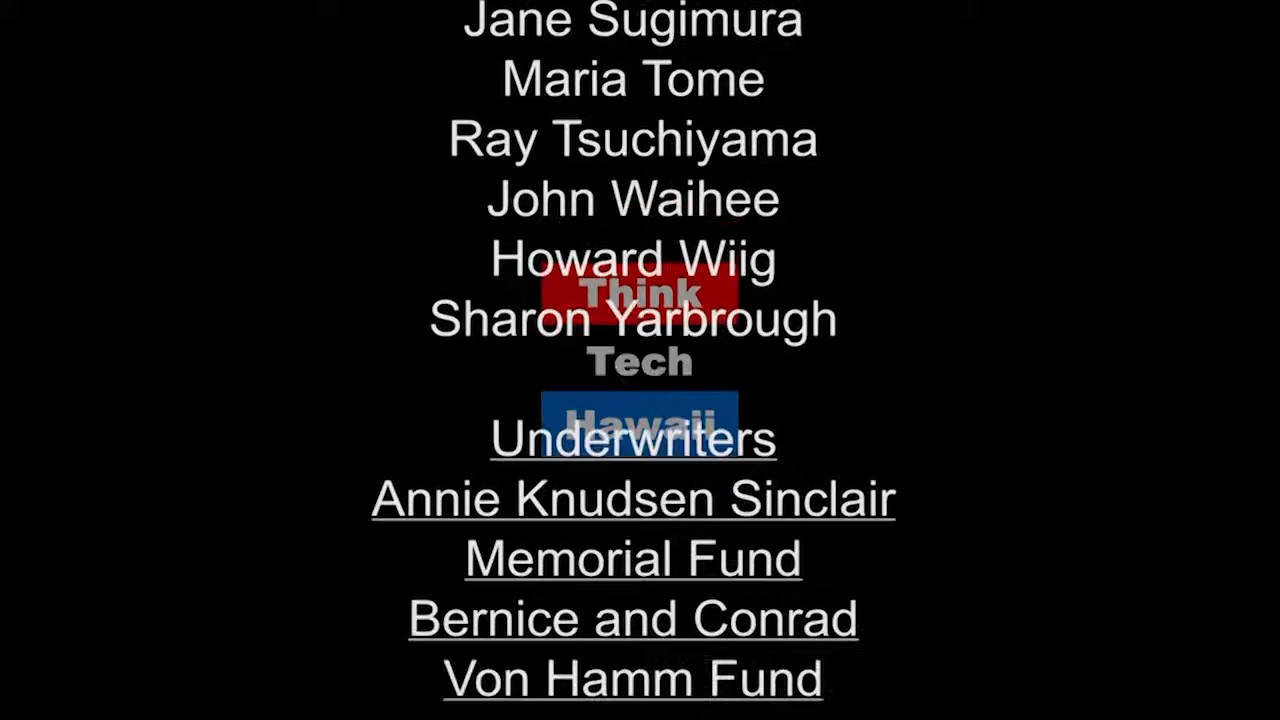 Jane Sugimura
Maria Tome
Ray Tsuchiyama
John Waihee
Howard Wiig
Think
Sharon Yarbrough
Tech
Hawaii
Underwriters
Annie Knudsen Sinclair
Memorial Fund
Bernice and Conrad
Von Hamm Fund